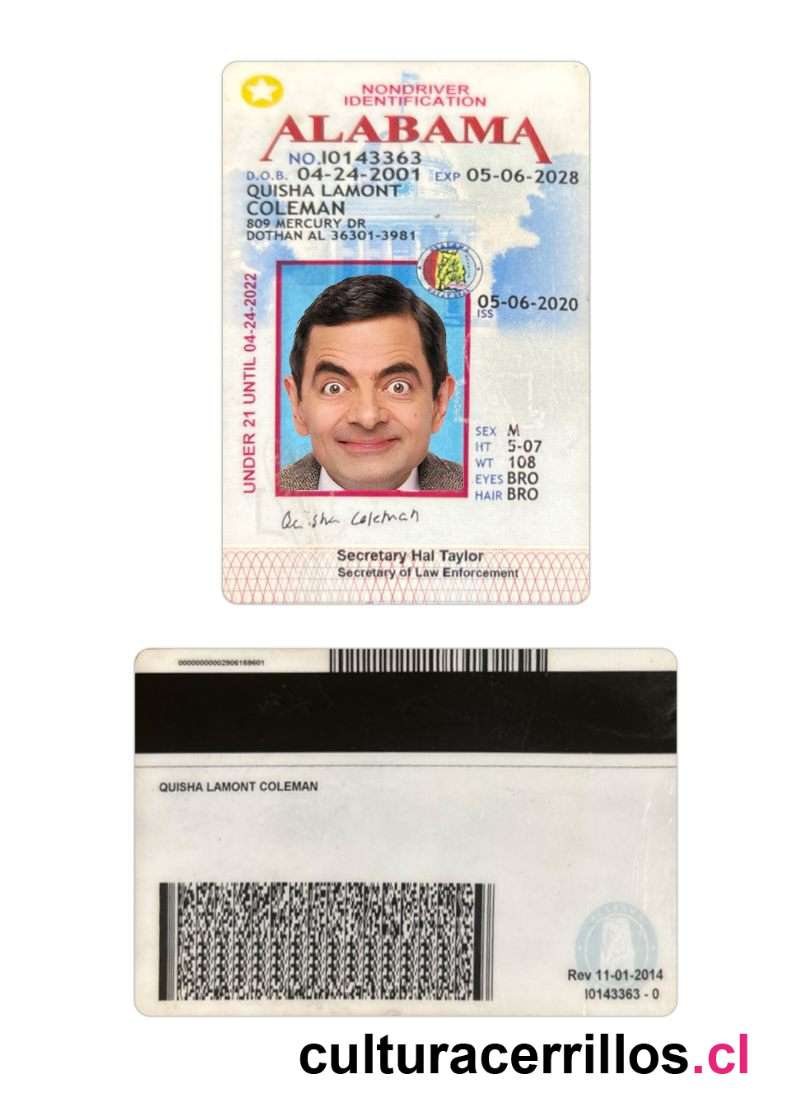 NONDRIVER
IDENTIFICATION
ALABAMA
NO.I0143363
D.O.B. 04-24-2001 EXP 05-06-2028
QUISHA LAMONT
COLEMAN
809 MERCURY DR
DOTHAN AL 36301-3981
05-06-2020
ISS
UNDER 21 UNTIL 04-24-2022
SEX M
HT 5-07
WT 108
EYES BRO
HAIR BRO
Quisha Coleman
Secretary Hal Taylor
Secretary of Law Enforcement
00000000002906169601
QUISHA LAMONT COLEMAN
Rev 11-01-2014
I0143363 - 0
culturacerrillos.cl